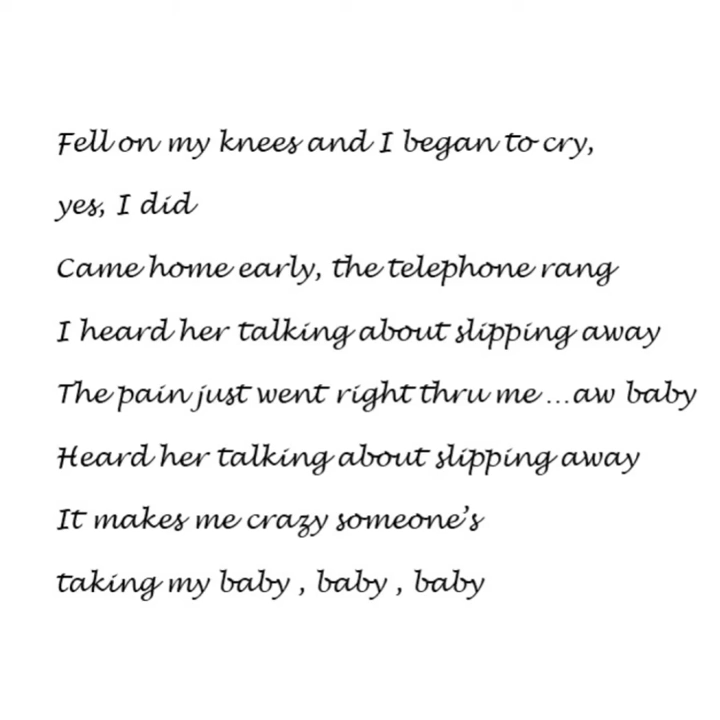 Fell on my knees and I began to cry,
yes, I did
Came home early, the telephone rang
I heard her talking about slipping away
The pain just went right thru me ...aw baby
Heard her talking about slipping away
It makes me crazy someone's
taking my baby , baby , baby